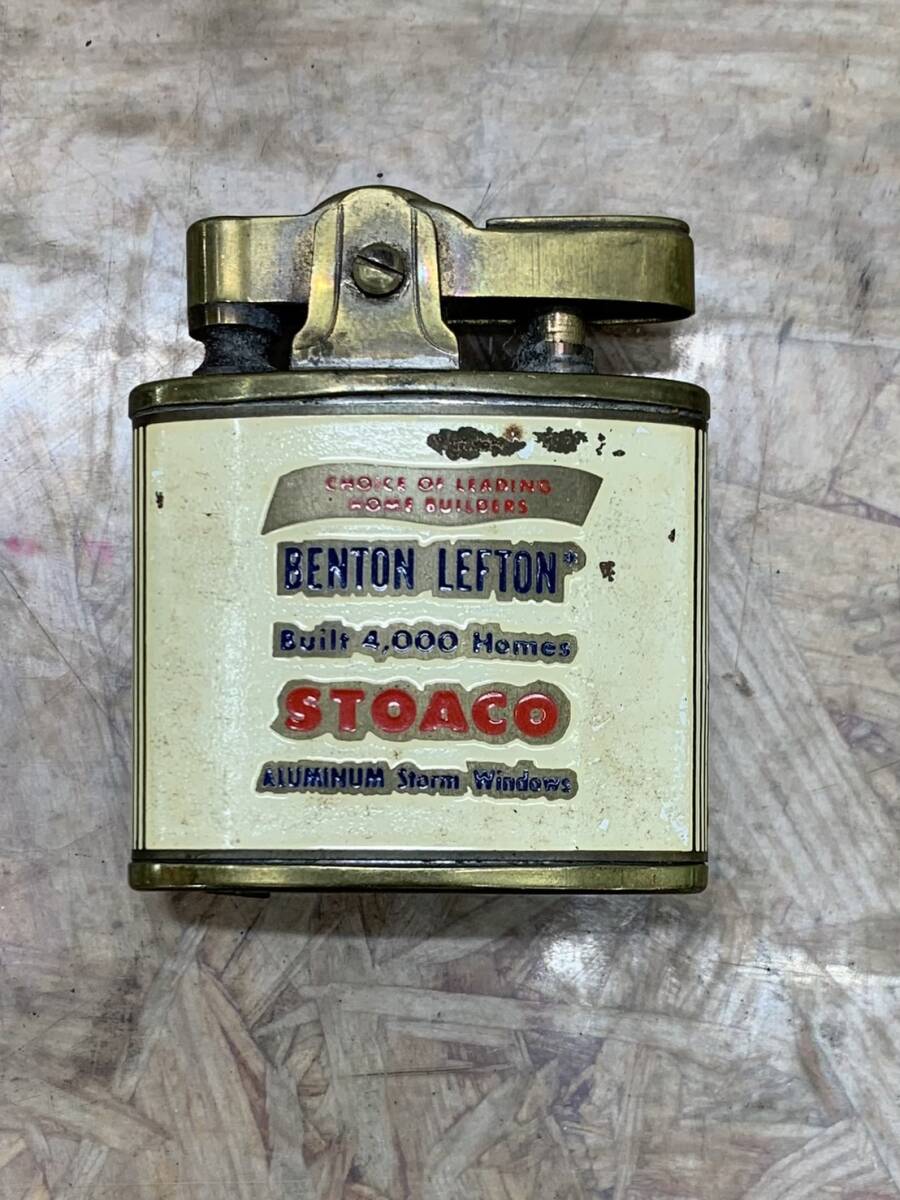 CHOICE OF LEADING
HOME BUILDERS
BENTON LEFTON*
Built 4,000 Homes
STOACO
ALUMINUM Storm Windows